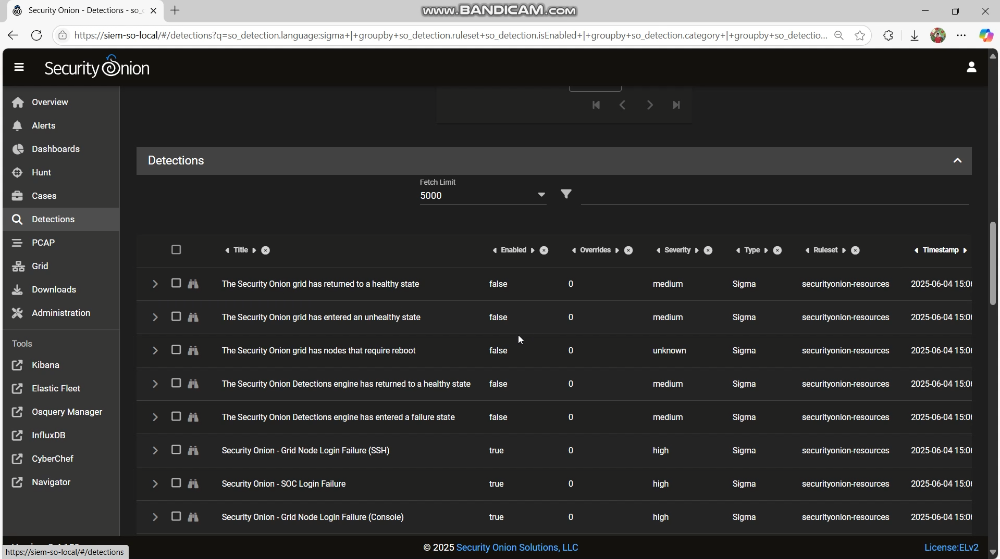 Security Onion - Detections - so_
www.BANDICAM.com
https://siem-so-local/#/detections?q=so_detection.language:sigma+|+groupby+so_detection.ruleset+so_detection.isEnabled+|+groupby+so_detection.category+|+groupby+so_detectio...
Security Onion
Overview
Alerts
Dashboards
Hunt
Cases
Detections
PCAP
Grid
Downloads
Administration
Tools
Kibana
Elastic Fleet
Osquery Manager
InfluxDB
CyberChef
Navigator
Detections
Fetch Limit
5000
Title Enabled Overrides Severity Type Ruleset Timestamp
The Security Onion grid has returned to a healthy state false 0 medium Sigma securityonion-resources 2025-06-04 15:0
The Security Onion grid has entered an unhealthy state false 0 medium Sigma securityonion-resources 2025-06-04 15:0
The Security Onion grid has nodes that require reboot false 0 unknown Sigma securityonion-resources 2025-06-04 15:0
The Security Onion Detections engine has returned to a healthy state false 0 medium Sigma securityonion-resources 2025-06-04 15:0
The Security Onion Detections engine has entered a failure state false 0 medium Sigma securityonion-resources 2025-06-04 15:0
Security Onion - Grid Node Login Failure (SSH) true 0 high Sigma securityonion-resources 2025-06-04 15:0
Security Onion - SOC Login Failure true 0 high Sigma securityonion-resources 2025-06-04 15:0
Security Onion - Grid Node Login Failure (Console) true 0 high Sigma securityonion-resources 2025-06-04 15:0
https://siem-so-local/#/detections
© 2025 Security Onion Solutions, LLC
License:ELv2